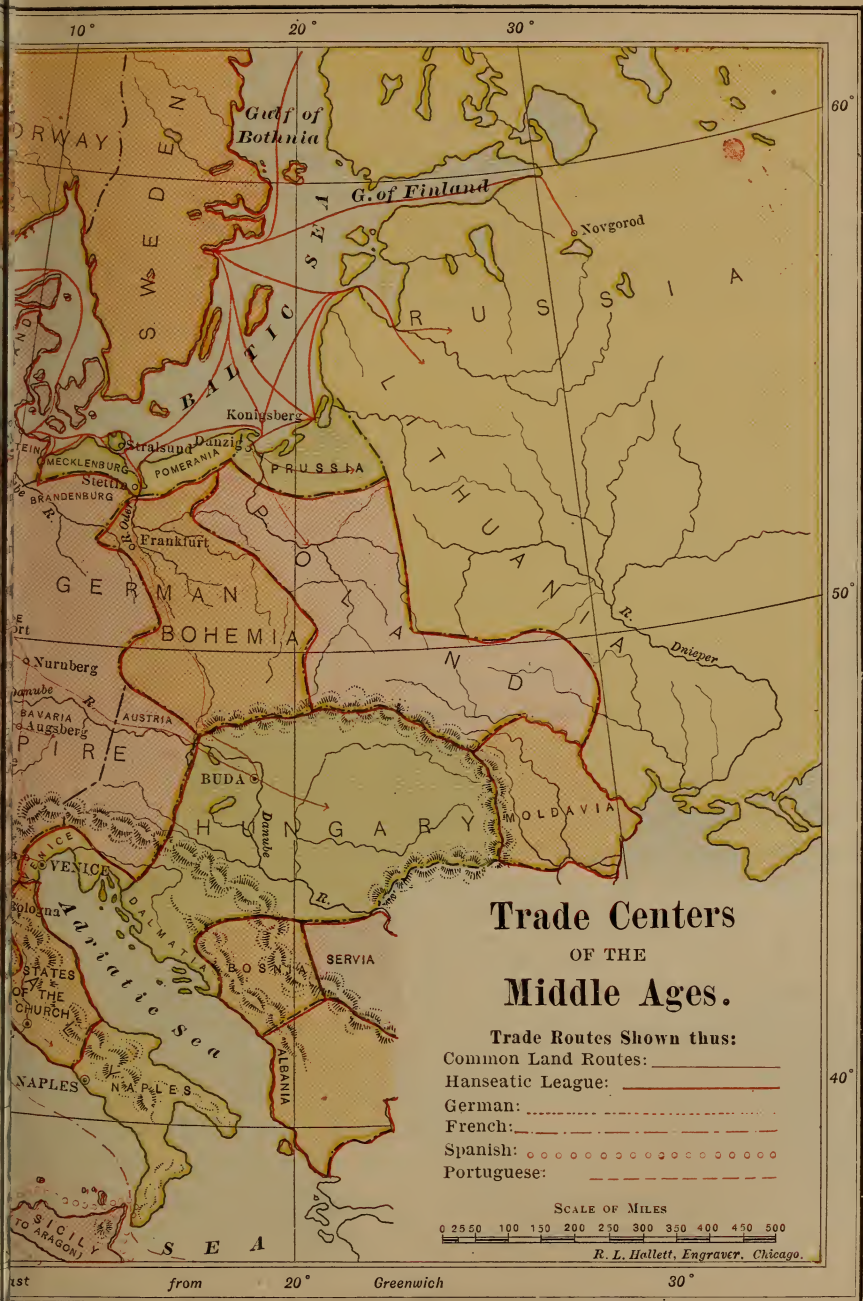 10° 20° 30°
60°
Gulf of
Bothnia
ORWAY
SWEDEN
G. of Finland
Novgorod
BALTIC SEA
RUSSIA
LITHUANIA
Konigsberg
Stralsund
Danzig
TEIN
MECKLENBURG
POMERANIA
PRUSSIA
Stettin
BRANDENBURG
R.
R. Oder
Frankfurt
POLAND
GERMAN
50°
BOHEMIA
R.
Dnieper
Nurnberg
Danube
R.
BAVARIA
AUSTRIA
Augsberg
PIRE
BUDA
HUNGARY
Danube
R.
MOLDAVIA
VENICE
VENICE
Bologna
DALMATIA
Adriatic Sea
BOSNIA
SERVIA
STATES
OF THE
CHURCH
ALBANIA
NAPLES
NAPLES
40°
Trade Centers
OF THE
Middle Ages.
Trade Routes Shown thus:
Common Land Routes:
Hanseatic League:
German:
French:
Spanish:
Portuguese:
SCALE OF MILES
0 25 50 100 150 200 250 300 350 400 450 500
R. L. Hallett, Engraver, Chicago.
SICILY
TO ARAGON)
SEA
from 20° Greenwich 30°